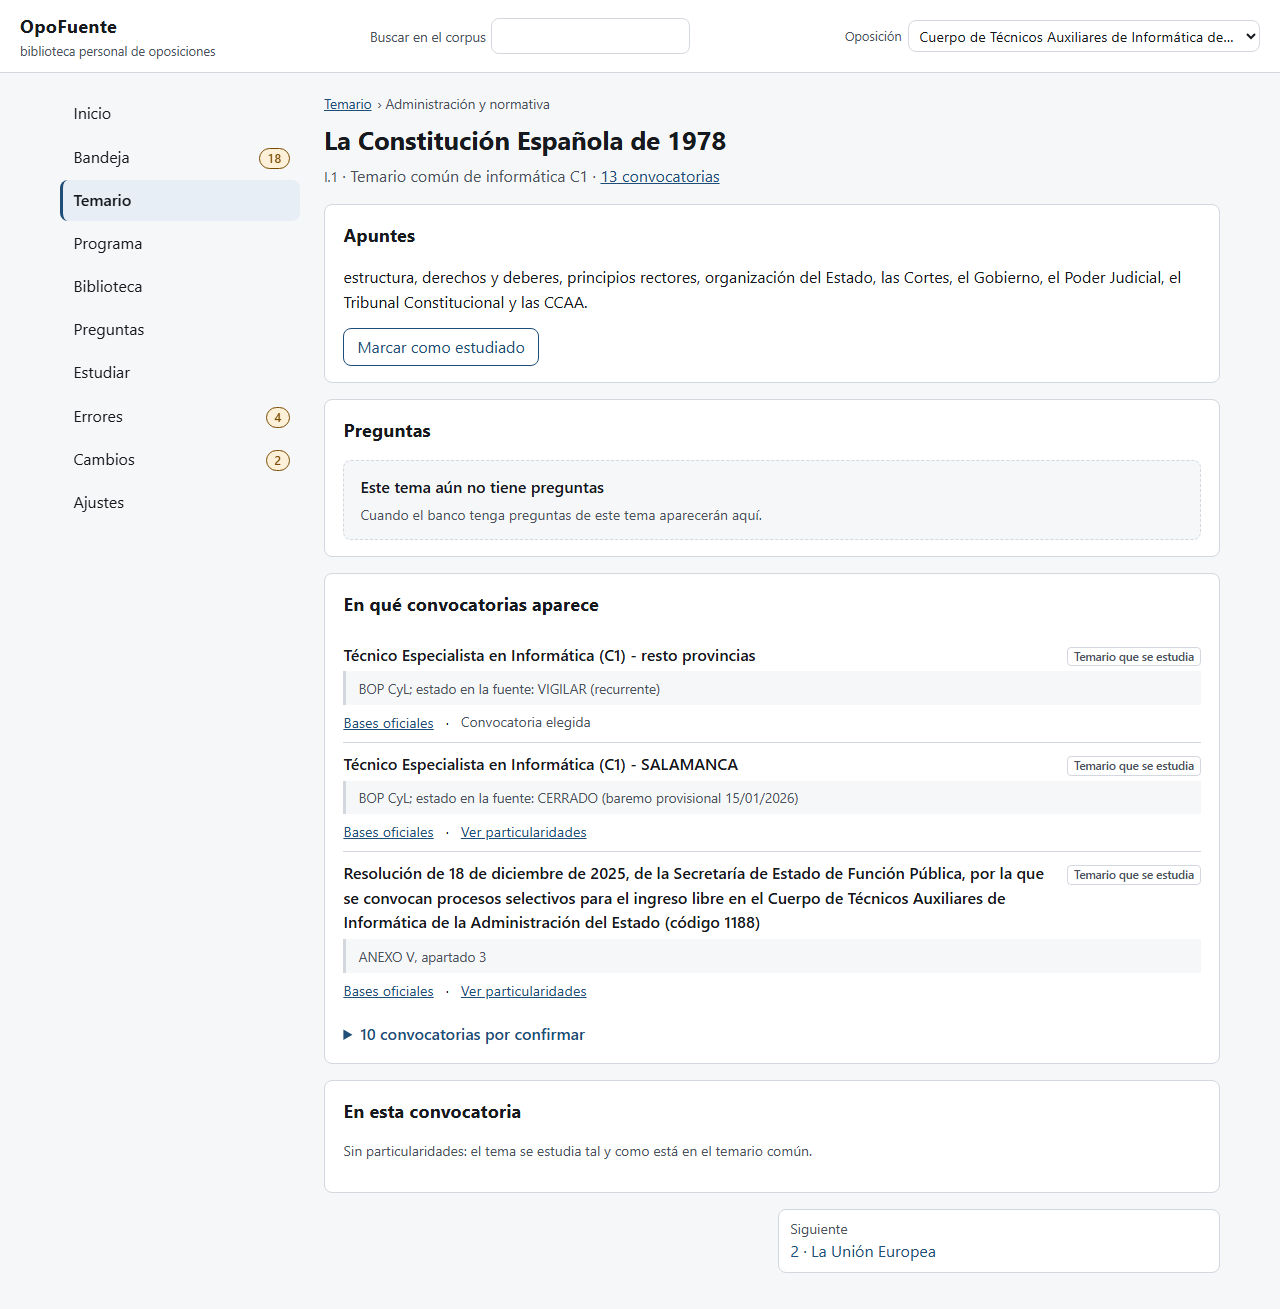 OpoFuente
biblioteca personal de oposiciones
Buscar en el corpus
Oposición
Cuerpo de Técnicos Auxiliares de Informática de...
Inicio
Bandeja
18
Temario
Programa
Biblioteca
Preguntas
Estudiar
Errores
4
Cambios
2
Ajustes
Temario › Administración y normativa
La Constitución Española de 1978
I.1 · Temario común de informática C1 · 13 convocatorias
Apuntes
estructura, derechos y deberes, principios rectores, organización del Estado, las Cortes, el Gobierno, el Poder Judicial, el
Tribunal Constitucional y las CCAA.
Marcar como estudiado
Preguntas
Este tema aún no tiene preguntas
Cuando el banco tenga preguntas de este tema aparecerán aquí.
En qué convocatorias aparece
Técnico Especialista en Informática (C1) - resto provincias
Temario que se estudia
BOP CyL; estado en la fuente: VIGILAR (recurrente)
Bases oficiales · Convocatoria elegida
Técnico Especialista en Informática (C1) - SALAMANCA
Temario que se estudia
BOP CyL; estado en la fuente: CERRADO (baremo provisional 15/01/2026)
Bases oficiales · Ver particularidades
Resolución de 18 de diciembre de 2025, de la Secretaría de Estado de Función Pública, por la que
se convocan procesos selectivos para el ingreso libre en el Cuerpo de Técnicos Auxiliares de
Informática de la Administración del Estado (código 1188)
Temario que se estudia
ANEXO V, apartado 3
Bases oficiales · Ver particularidades
10 convocatorias por confirmar
En esta convocatoria
Sin particularidades: el tema se estudia tal y como está en el temario común.
Siguiente
2 · La Unión Europea